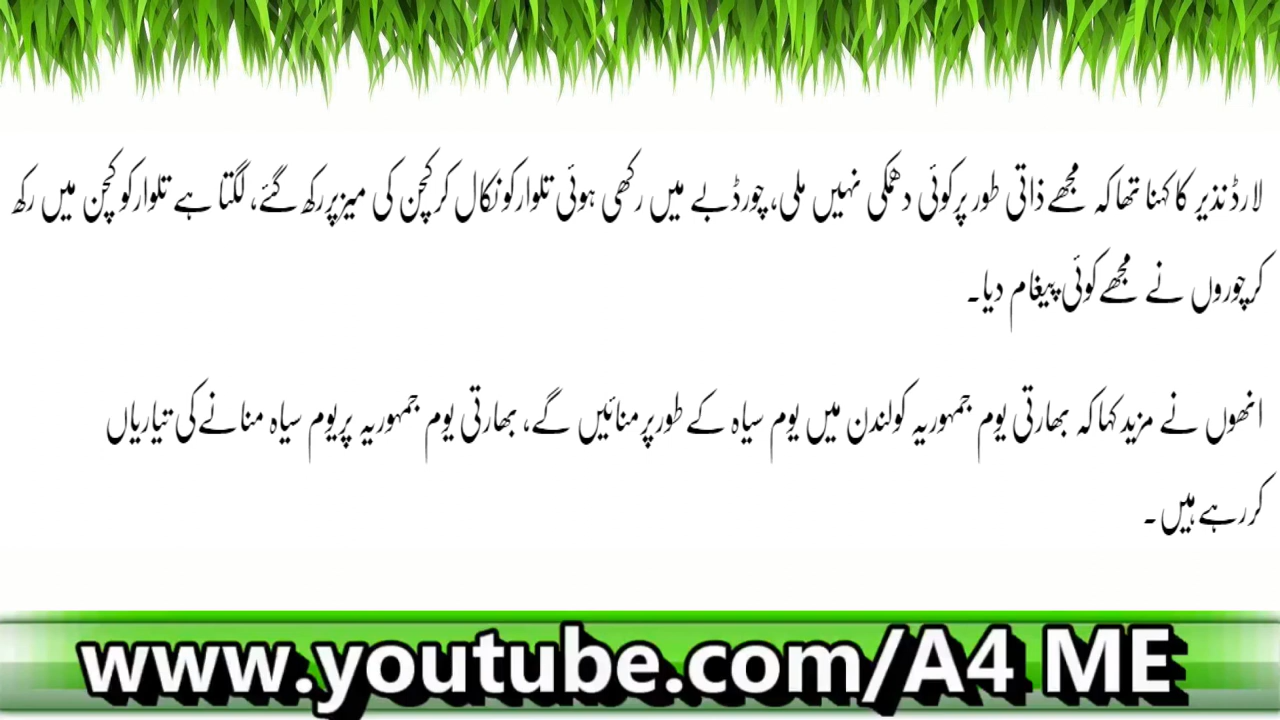 لارڈ نذیر کا کہنا تھا کہ مجھے ذاتی طور پر کوئی دھمکی نہیں ملی، چور ڈبے میں رکھی ہوئی تلوار کو نکال کر کچن کی میز پر رکھ گئے، لگتا ہے تلوار کو کچن میں رکھ
کر چوروں نے مجھے کوئی پیغام دیا۔
انھوں نے مزید کہا کہ بھارتی یوم جمہوریہ کو لندن میں یوم سیاہ کے طور پر منائیں گے، بھارتی یوم جمہوریہ پر یوم سیاہ منانے کی تیاریاں
کر رہے ہیں۔
www.youtube.com/A4 ME